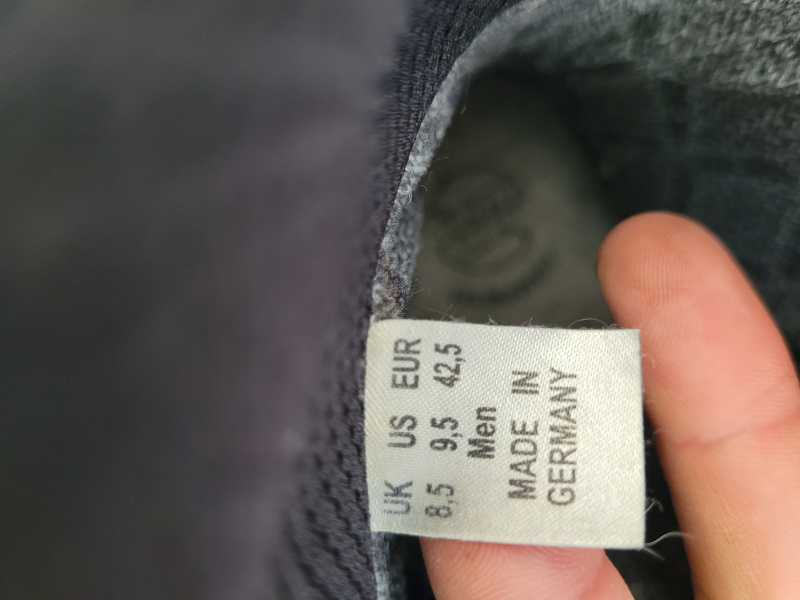 UK US EUR
8,5 9,5 42,5
Men
MADE IN
GERMANY